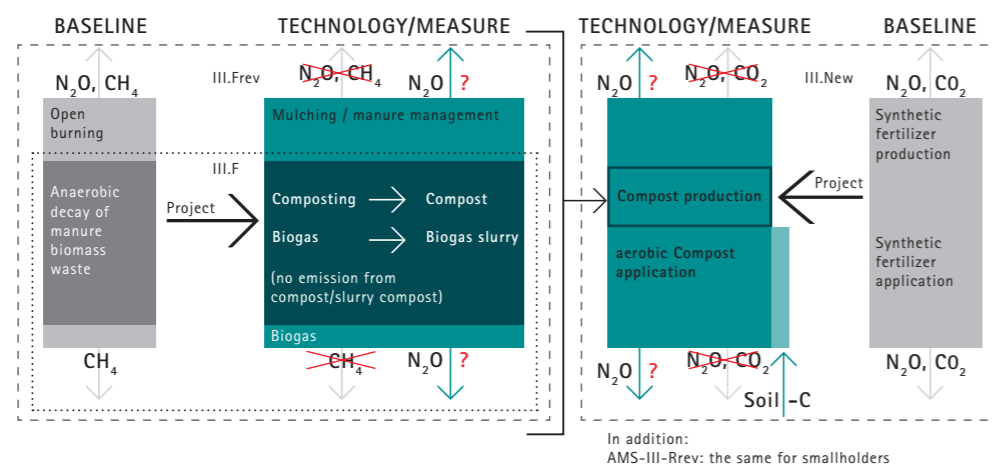 BASELINE
TECHNOLOGY/MEASURE
N₂O, CH₄
III.Frev
N₂O, CH₄
N₂O ?
Open
burning
Mulching / manure management
III.F
Anaerobic
decay of
manure
biomass
waste
Project
Composting
Compost
Biogas
Biogas slurry
(no emission from
compost/slurry compost)
Biogas
CH₄
CH₄
N₂O ?
TECHNOLOGY/MEASURE
BASELINE
N₂O ?
N₂O, CO₂
III.New
N₂O, CO₂
Compost production
Project
Synthetic
fertilizer
production
aerobic Compost
application
Synthetic
fertilizer
application
N₂O ?
N₂O, CO₂
N₂O, CO₂
Soil -C
In addition:
AMS-III-Rrev: the same for smallholders